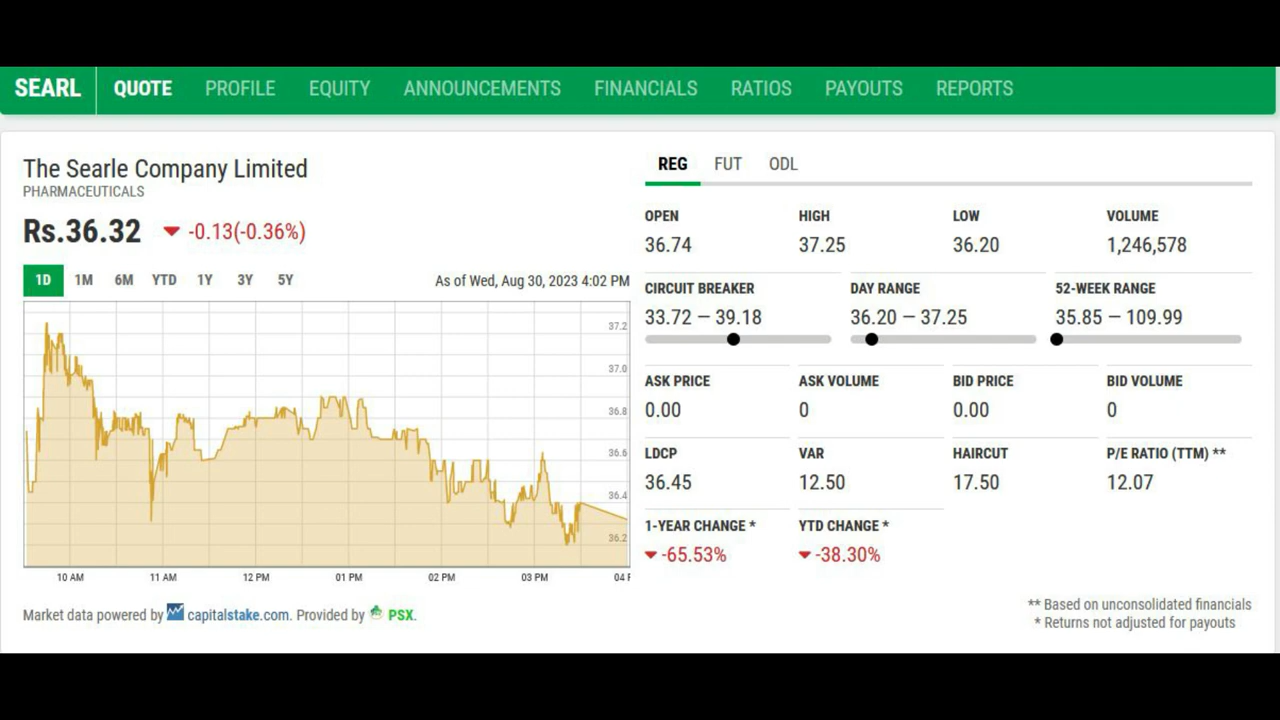 SEARL QUOTE PROFILE EQUITY ANNOUNCEMENTS FINANCIALS RATIOS PAYOUTS REPORTS
The Searle Company Limited
PHARMACEUTICALS
Rs.36.32 -0.13(-0.36%)
1D 1M 6M YTD 1Y 3Y 5Y As of Wed, Aug 30, 2023 4:02 PM
37.2
37.0
36.8
36.6
36.4
36.2
10 AM 11 AM 12 PM 01 PM 02 PM 03 PM 04 F
Market data powered by capitalstake.com. Provided by PSX.
REG FUT ODL
OPEN HIGH LOW VOLUME
36.74 37.25 36.20 1,246,578
CIRCUIT BREAKER DAY RANGE 52-WEEK RANGE
33.72 — 39.18 36.20 — 37.25 35.85 — 109.99
ASK PRICE ASK VOLUME BID PRICE BID VOLUME
0.00 0 0.00 0
LDCP VAR HAIRCUT P/E RATIO (TTM) **
36.45 12.50 17.50 12.07
1-YEAR CHANGE * YTD CHANGE *
-65.53% -38.30%
** Based on unconsolidated financials
* Returns not adjusted for payouts